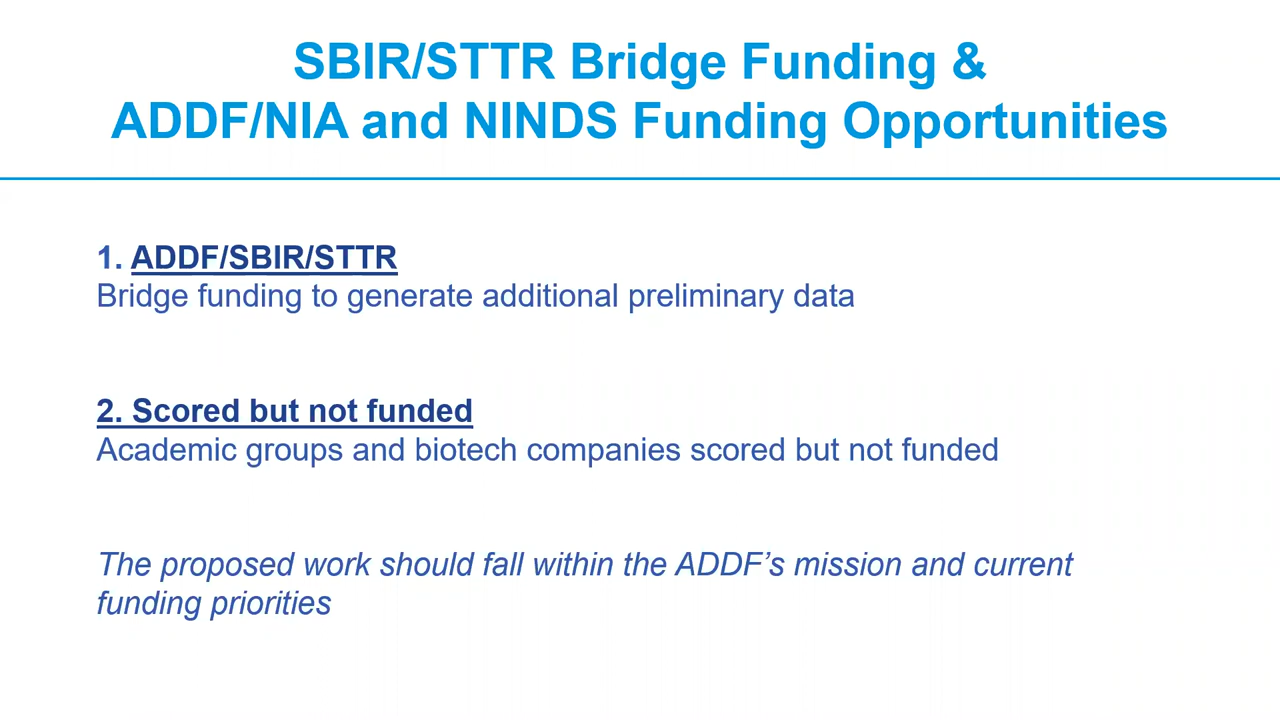 SBIR/STTR Bridge Funding &
ADDF/NIA and NINDS Funding Opportunities
1. ADDF/SBIR/STTR
Bridge funding to generate additional preliminary data
2. Scored but not funded
Academic groups and biotech companies scored but not funded
The proposed work should fall within the ADDF’s mission and current
funding priorities